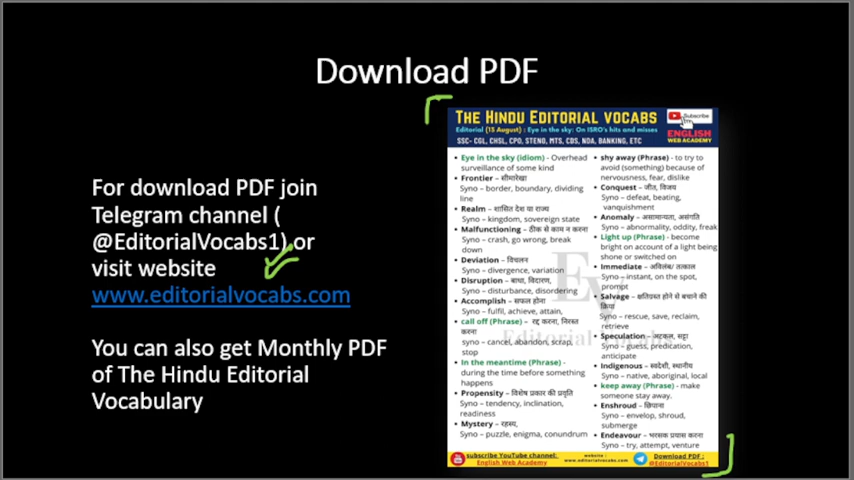 Download PDF
For download PDF join
Telegram channel (
@EditorialVocabs1) or
visit website
www.editorialvocabs.com
You can also get Monthly PDF
of The Hindu Editorial
Vocabulary
THE HINDU EDITORIAL VOCABS
Editorial (15 August) : Eye in the sky: On ISRO's hits and misses
SSC- CGL, CHSL, CPO, STENO, MTS, CDS, NDA, BANKING, ETC
Subscribe
ENGLISH
WEB ACADEMY
• Eye in the sky (idiom) - Overhead
surveillance of some kind
• Frontier – सीमारेखा
Syno – border, boundary, dividing
line
• Realm – शासित देश या राज्य
Syno – kingdom, sovereign state
• Malfunctioning – ठीक से काम न करना
Syno – crash, go wrong, break
down
• Deviation – विचलन
Syno – divergence, variation
• Disruption – बाधा, विदारण,
Syno – disturbance, disordering
• Accomplish – सफल होना
Syno – fulfil, achieve, attain,
• call off (Phrase) – रद्द करना, निरस्त
करना
Syno – cancel, abandon, scrap,
stop
• In the meantime (Phrase) -
during the time before something
happens
• Propensity – विशेष प्रकार की प्रवृति
Syno – tendency, inclination,
readiness
• Mystery – रहस्य,
Syno – puzzle, enigma, conundrum
• shy away (Phrase) - to try to
avoid (something) because of
nervousness, fear, dislike
• Conquest – जीत, विजय
Syno – defeat, beating,
vanquishment
• Anomaly – असामान्यता, असंगति
Syno – abnormality, oddity, freak
• Light up (Phrase) - become
bright on account of a light being
shone or switched on
• Immediate – अविलंब/ तत्काल
Syno – instant, on the spot,
prompt
• Salvage – क्षतिग्रस्त होने से बचाने की
क्रिया
Syno – rescue, save, reclaim,
retrieve
• Speculation – अटकल, सट्टा
Syno – guess, predication,
anticipate
• Indigenous – स्वदेशी, स्थानीय
Syno – native, aboriginal, local
• keep away (Phrase) - make
someone stay away.
• Enshroud – छिपाना
Syno – envelop, shroud,
submerge
• Endeavour – भरसक प्रयास करना
Syno – try, attempt, venture
EV
Editorial
subscribe YouTube channel:
English Web Academy
website :
www.editorialvocabs.com
Download PDF :
@EditorialVocabs1